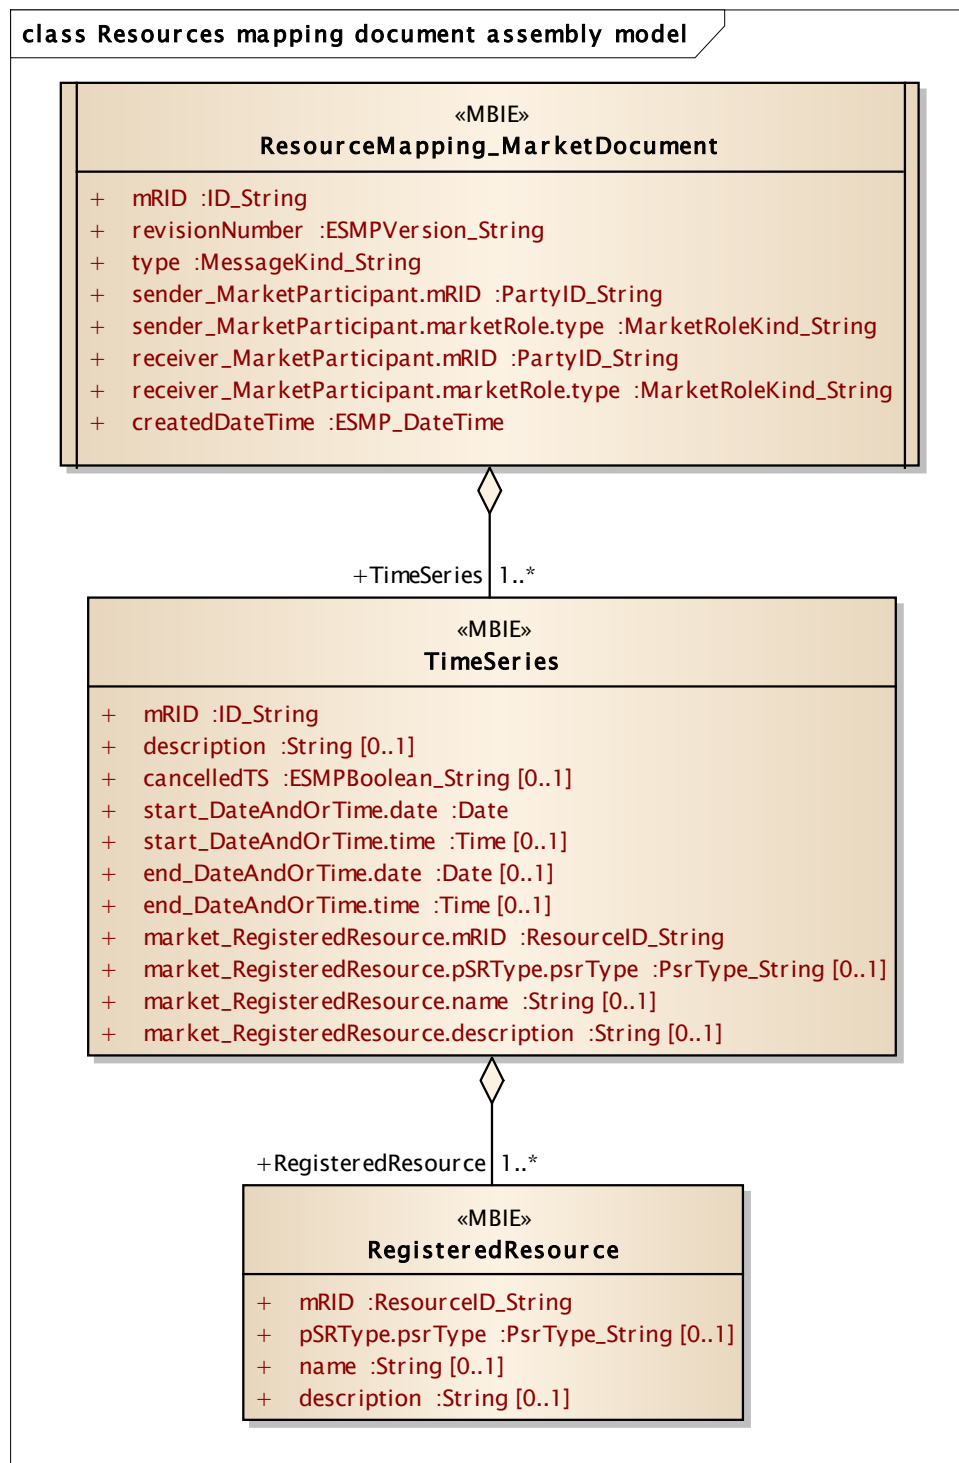 class Resources mapping document assembly model
«MBIE»
ResourceMapping_MarketDocument
+ mRID :ID_String
+ revisionNumber :ESMPVersion_String
+ type :MessageKind_String
+ sender_MarketParticipant.mRID :PartyID_String
+ sender_MarketParticipant.marketRole.type :MarketRoleKind_String
+ receiver_MarketParticipant.mRID :PartyID_String
+ receiver_MarketParticipant.marketRole.type :MarketRoleKind_String
+ createdDateTime :ESMP_DateTime
+TimeSeries 1..*
«MBIE»
TimeSeries
+ mRID :ID_String
+ description :String [0..1]
+ cancelledTS :ESMPBoolean_String [0..1]
+ start_DateAndOrTime.date :Date
+ start_DateAndOrTime.time :Time [0..1]
+ end_DateAndOrTime.date :Date [0..1]
+ end_DateAndOrTime.time :Time [0..1]
+ market_RegisteredResource.mRID :ResourceID_String
+ market_RegisteredResource.pSRType.psrType :PsrType_String [0..1]
+ market_RegisteredResource.name :String [0..1]
+ market_RegisteredResource.description :String [0..1]
+RegisteredResource 1..*
«MBIE»
RegisteredResource
+ mRID :ResourceID_String
+ pSRType.psrType :PsrType_String [0..1]
+ name :String [0..1]
+ description :String [0..1]